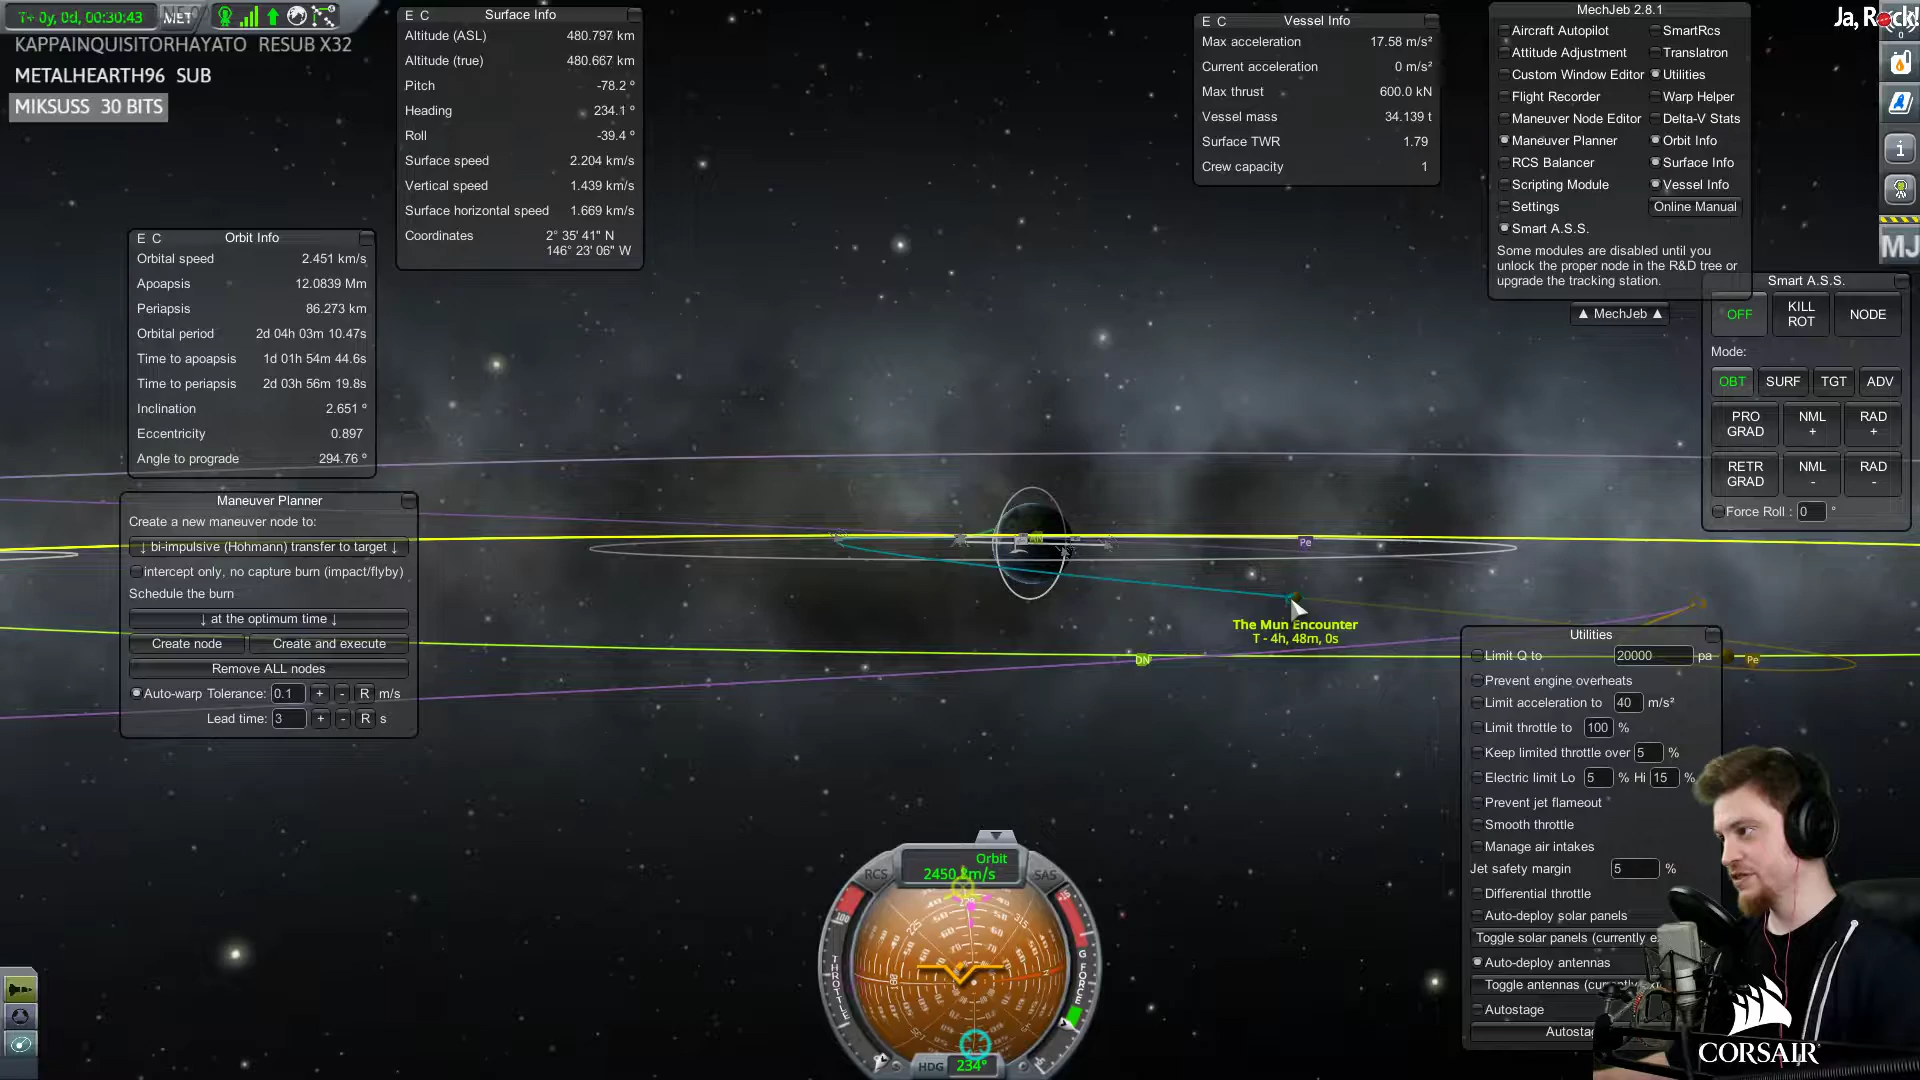 T+ 0y, 0d, 00:30:43 MET
KAPPAINQUISITORHAYATO RESUB X32
METALHEARTH96 SUB
MIKSUSS 30 BITS
E C Surface Info
Altitude (ASL) 480.797 km
Altitude (true) 480.667 km
Pitch -78.2 º
Heading 234.1 º
Roll -39.4 º
Surface speed 2.204 km/s
Vertical speed 1.439 km/s
Surface horizontal speed 1.669 km/s
Coordinates 2° 35' 41" N
146° 23' 06" W
E C Orbit Info
Orbital speed 2.451 km/s
Apoapsis 12.0839 Mm
Periapsis 86.273 km
Orbital period 2d 04h 03m 10.47s
Time to apoapsis 1d 01h 54m 44.6s
Time to periapsis 2d 03h 56m 19.8s
Inclination 2.651 º
Eccentricity 0.897
Angle to prograde 294.76 º
Maneuver Planner
Create a new maneuver node to:
↓ bi-impulsive (Hohmann) transfer to target ↓
intercept only, no capture burn (impact/flyby)
Schedule the burn
↓ at the optimum time ↓
Create node Create and execute
Remove ALL nodes
Auto-warp Tolerance: 0.1 + - R m/s
Lead time: 3 + - R s
E C Vessel Info
Max acceleration 17.58 m/s²
Current acceleration 0 m/s²
Max thrust 600.0 kN
Vessel mass 34.139 t
Surface TWR 1.79
Crew capacity 1
MechJeb 2.8.1
Aircraft Autopilot SmartRcs
Attitude Adjustment Translatron
Custom Window Editor Utilities
Flight Recorder Warp Helper
Maneuver Node Editor Delta-V Stats
Maneuver Planner Orbit Info
RCS Balancer Surface Info
Scripting Module Vessel Info
Settings Online Manual
Smart A.S.S.
Some modules are disabled until you
unlock the proper node in the R&D tree or
upgrade the tracking station.
▲ MechJeb ▲
Ja, Rock!
0
MJ
Smart A.S.S.
OFF KILL ROT NODE
Mode:
OBT SURF TGT ADV
PRO GRAD NML + RAD +
RETR GRAD NML - RAD -
Force Roll : 0 °
AN
Pe
The Mun Encounter
T - 4h, 48m, 0s
DN
Pe
Utilities
Limit Q to 20000 pa
Prevent engine overheats
Limit acceleration to 40 m/s²
Limit throttle to 100 %
Keep limited throttle over 5 %
Electric limit Lo 5 % Hi 15 %
Prevent jet flameout
Smooth throttle
Manage air intakes
Jet safety margin 5 %
Differential throttle
Auto-deploy solar panels
Toggle solar panels (currently
Auto-deploy antennas
Toggle antennas
Autostage
Orbit
RCS SAS
THROTTLE
G FORCE
HDG 234°
CORSAIR